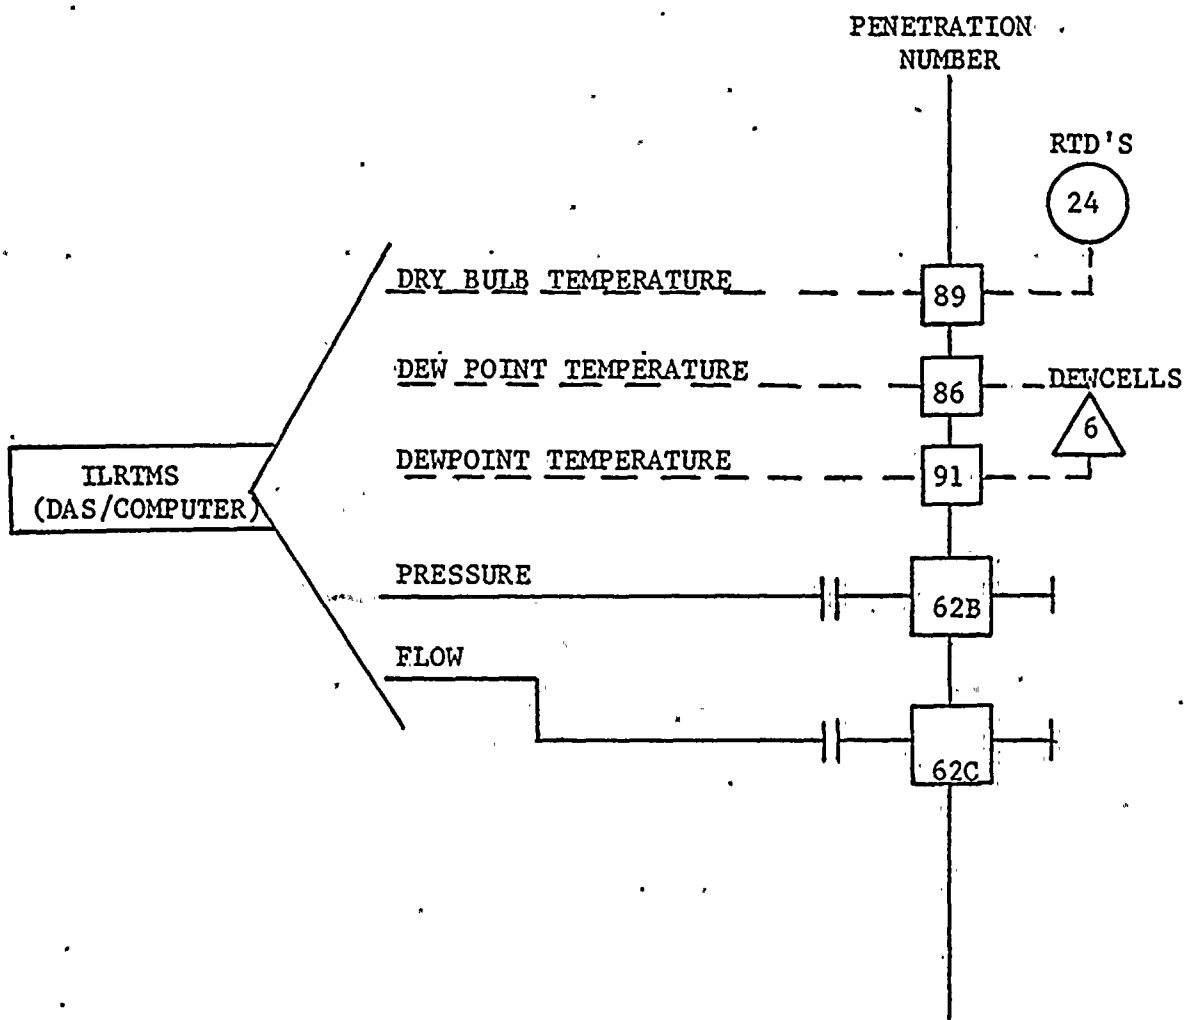 PENETRATION
NUMBER
RTD'S
24
DRY BULB TEMPERATURE
89
DEW POINT TEMPERATURE
86
DEWCELLS
6
DEWPOINT TEMPERATURE
91
ILRTMS
(DAS/COMPUTER)
PRESSURE
62B
FLOW
62C